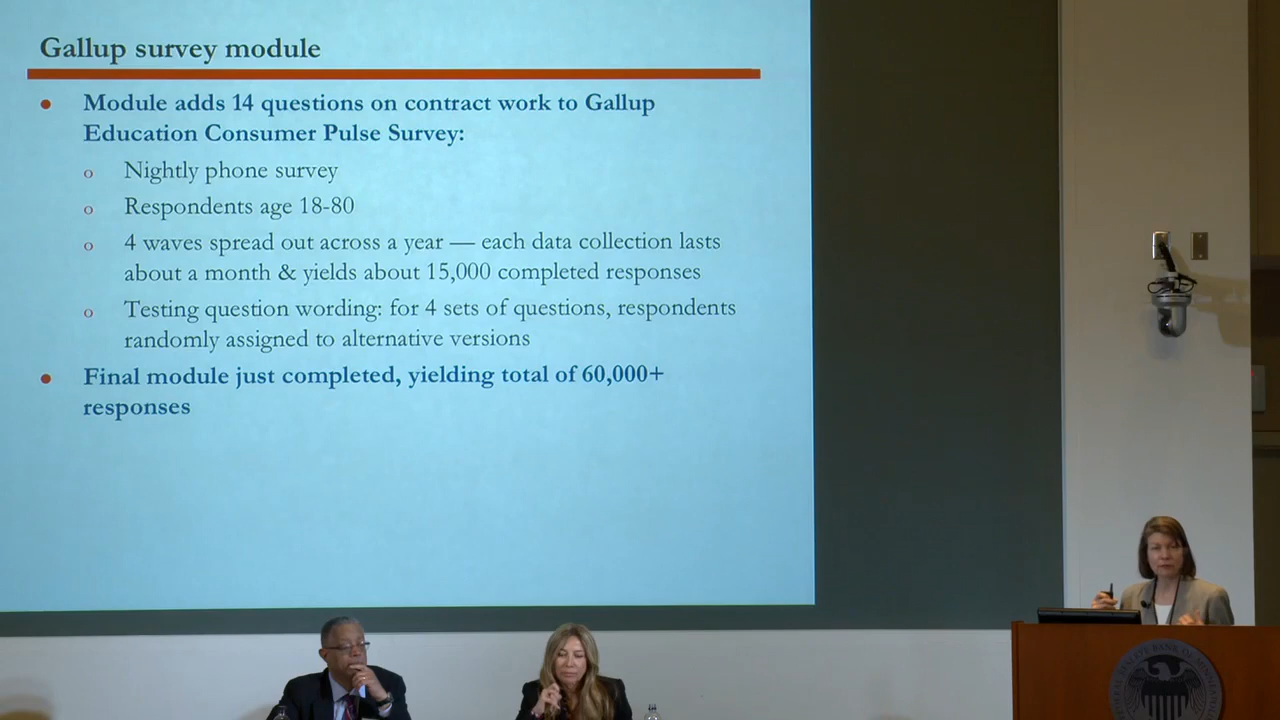 Gallup survey module
• Module adds 14 questions on contract work to Gallup
Education Consumer Pulse Survey:
o Nightly phone survey
o Respondents age 18-80
o 4 waves spread out across a year — each data collection lasts
about a month & yields about 15,000 completed responses
o Testing question wording: for 4 sets of questions, respondents
randomly assigned to alternative versions
• Final module just completed, yielding total of 60,000+
responses
RESERVE BANK OF